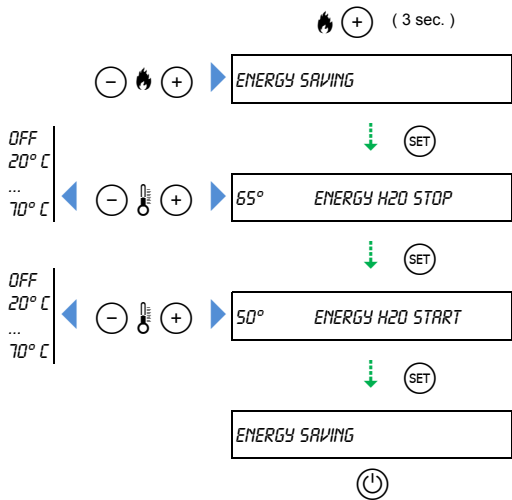 + ( 3 sec. )
- + ENERGY SAVING
SET
OFF
20° C
...
70° C
- + 65° ENERGY H2O STOP
SET
OFF
20° C
...
70° C
- + 50° ENERGY H2O START
SET
ENERGY SAVING